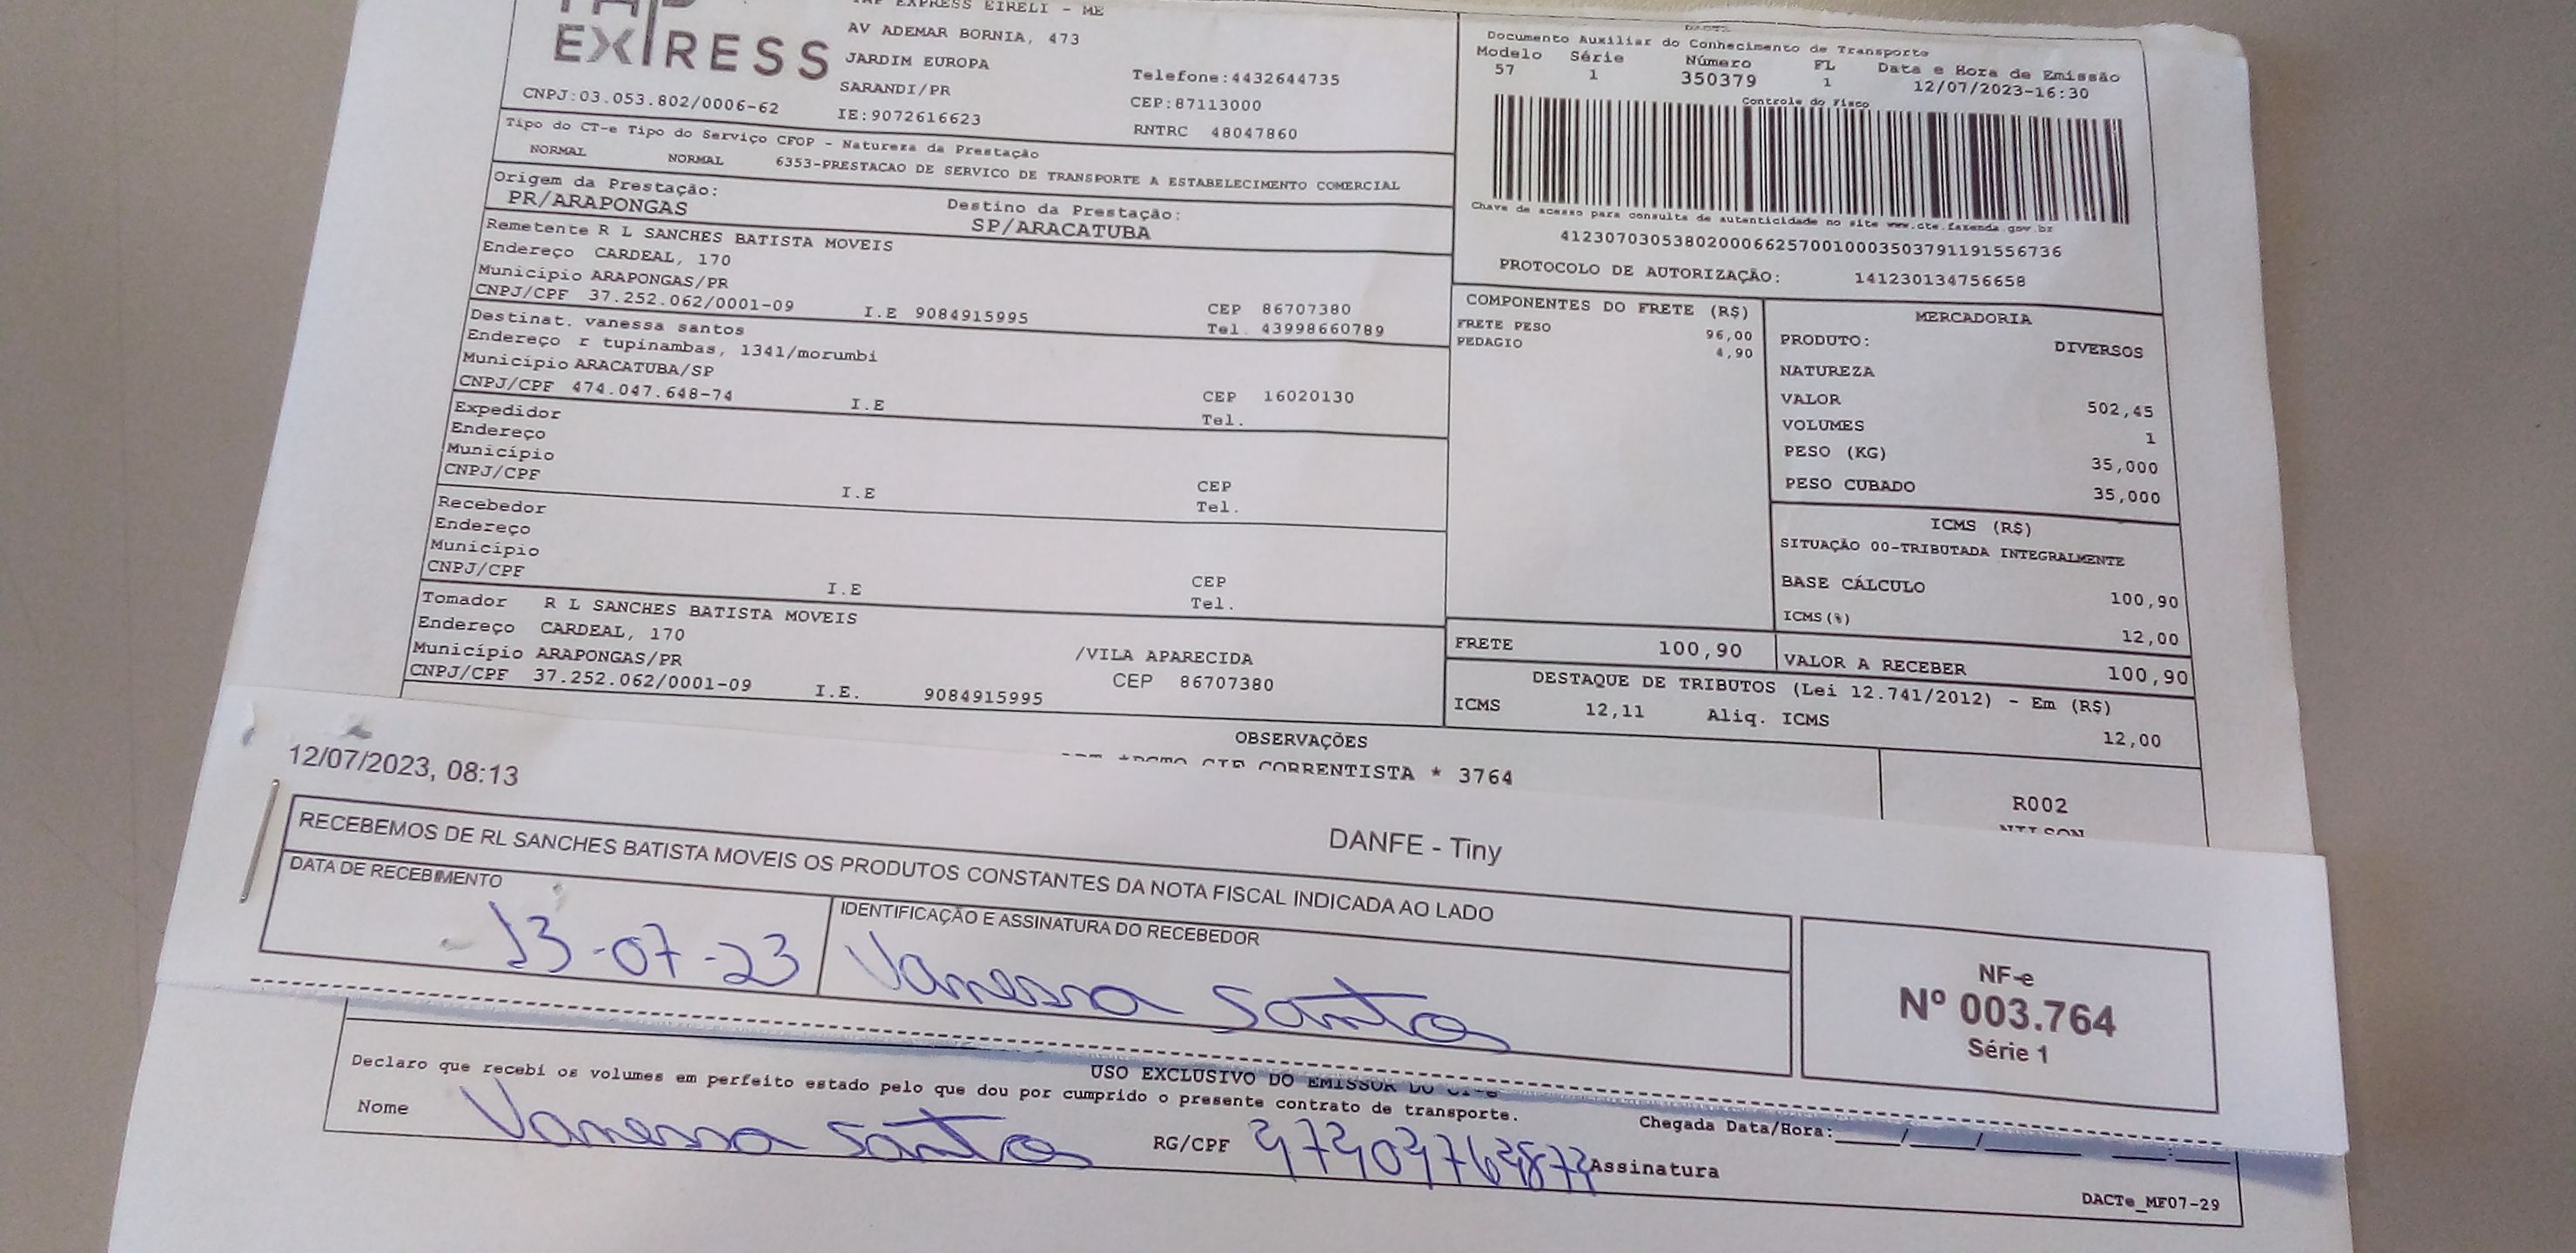 EXPRESS
EXPRESS EIRELI - ME
AV ADEMAR BORNIA, 473
JARDIM EUROPA
SARANDI/PR
CNPJ:03.053.802/0006-62
IE:9072616623
Telefone:4432644735
CEP:87113000
RNTRC 48047860
DACTE
Documento Auxiliar do Conhecimento de Transporte
Modelo Série Número FL Data e Hora de Emissão
57 1 350379 1 12/07/2023-16:30
Controle do Fisco
Chave de acesso para consulta de autenticidade no site www.cte.fazenda.gov.br
41230703053802000662570010003503791191556736
PROTOCOLO DE AUTORIZAÇÃO: 141230134756658
Tipo do CT-e Tipo do Serviço CFOP - Natureza da Prestação
NORMAL NORMAL 6353-PRESTACAO DE SERVICO DE TRANSPORTE A ESTABELECIMENTO COMERCIAL
Origem da Prestação: Destino da Prestação:
PR/ARAPONGAS SP/ARACATUBA
Remetente R L SANCHES BATISTA MOVEIS
Endereço CARDEAL, 170
Município ARAPONGAS/PR CEP 86707380
CNPJ/CPF 37.252.062/0001-09 I.E 9084915995 Tel. 43998660789
Destinat. vanessa santos
Endereço r tupinambas, 1341/morumbi
Município ARACATUBA/SP CEP 16020130
CNPJ/CPF 474.047.648-74 I.E Tel.
Expedidor
Endereço
Município CEP
CNPJ/CPF I.E Tel.
Recebedor
Endereço
Município CEP
CNPJ/CPF I.E Tel.
Tomador R L SANCHES BATISTA MOVEIS
Endereço CARDEAL, 170 /VILA APARECIDA
Município ARAPONGAS/PR CEP 86707380
CNPJ/CPF 37.252.062/0001-09 I.E. 9084915995
COMPONENTES DO FRETE (R$)
FRETE PESO 96,00
PEDAGIO 4,90
MERCADORIA
PRODUTO: DIVERSOS
NATUREZA
VALOR 502,45
VOLUMES 1
PESO (KG) 35,000
PESO CUBADO 35,000
ICMS (R$)
SITUAÇÃO 00-TRIBUTADA INTEGRALMENTE
BASE CÁLCULO 100,90
ICMS(%) 12,00
FRETE 100,90 VALOR A RECEBER 100,90
DESTAQUE DE TRIBUTOS (Lei 12.741/2012) - Em (R$)
ICMS 12,11 Aliq. ICMS 12,00
OBSERVAÇÕES
CIF CORRENTISTA * 3764
R002
NILSON
12/07/2023, 08:13
DANFE - Tiny
RECEBEMOS DE RL SANCHES BATISTA MOVEIS OS PRODUTOS CONSTANTES DA NOTA FISCAL INDICADA AO LADO
DATA DE RECEBIMENTO IDENTIFICAÇÃO E ASSINATURA DO RECEBEDOR
13-07-23 Vanessa Santos
NF-e
Nº 003.764
Série 1
USO EXCLUSIVO DO EMISSOR DO CT-e
Declaro que recebi os volumes em perfeito estado pelo que dou por cumprido o presente contrato de transporte.
Nome Vanessa Santos RG/CPF Assinatura
Chegada Data/Hora:____/____/______ ___:___
DACTe_MF07-29